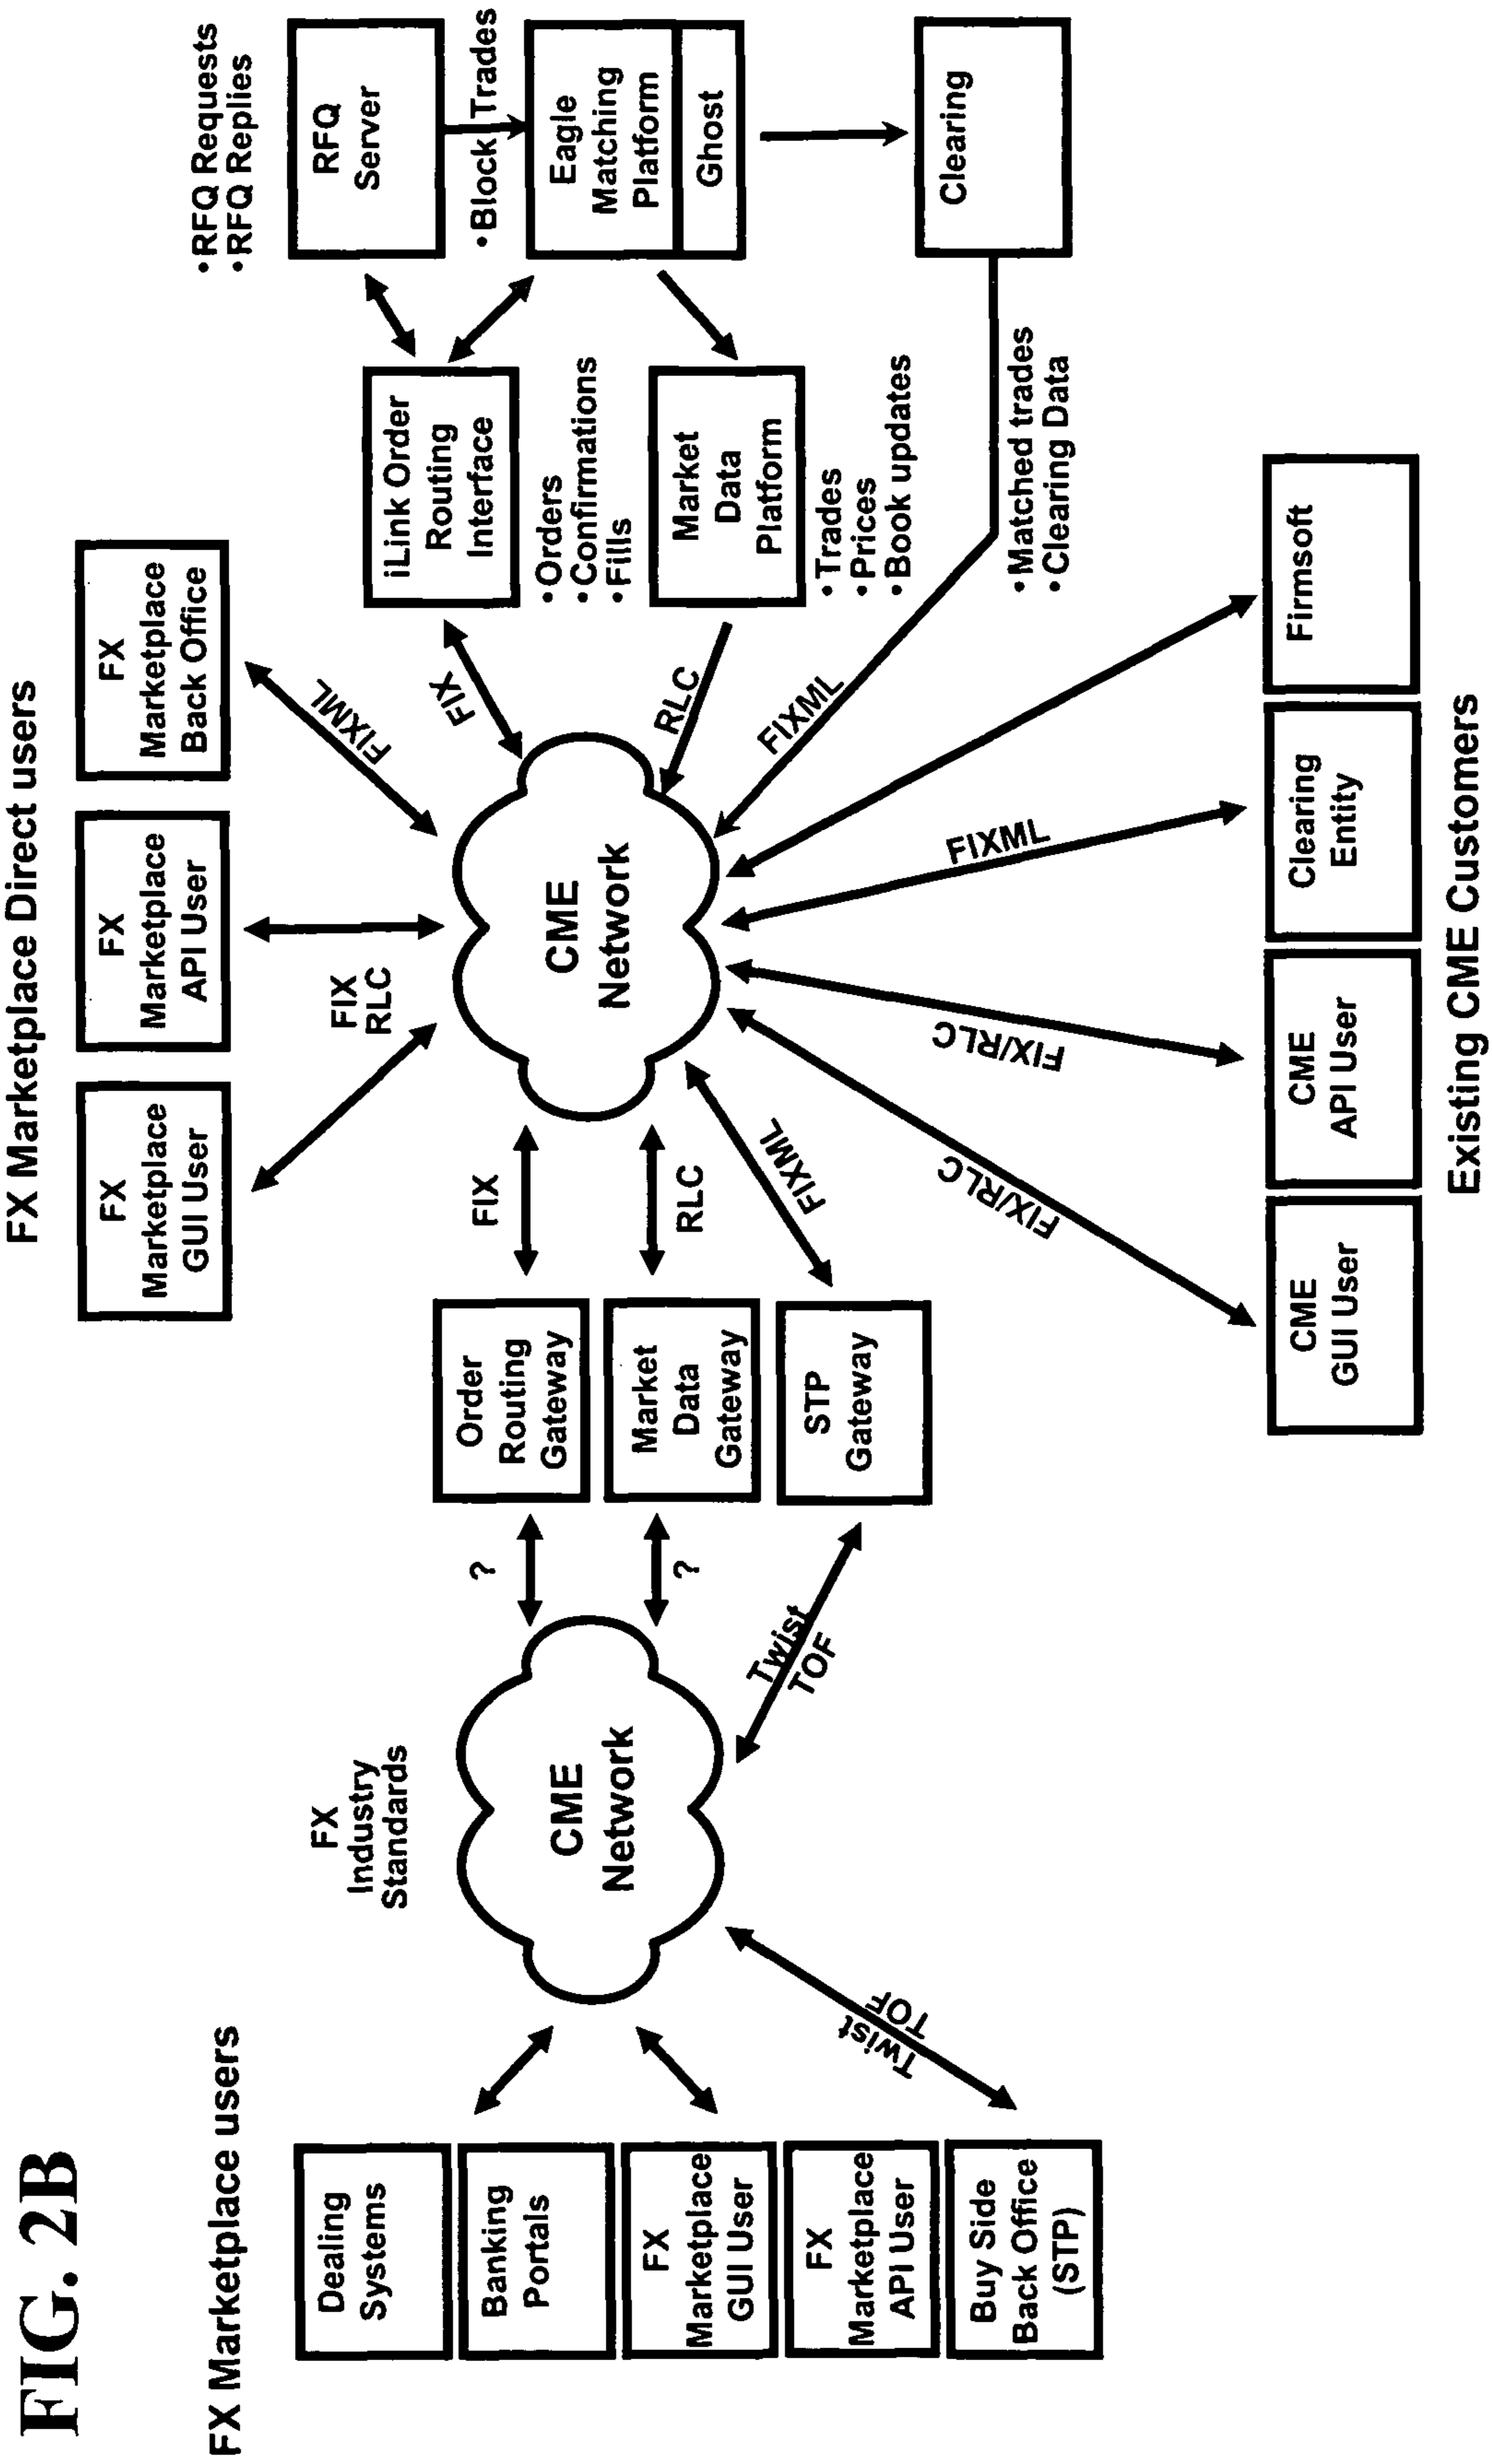 FIG. 2B
FX Marketplace users
Dealing
Systems
Banking
Portals
FX
Marketplace
GUI User
FX
Marketplace
API User
Buy Side
Back Office
(STP)
Twist
TOF
FX
Industry
Standards
CME
Network
?
?
Twist
TOF
Order
Routing
Gateway
Market
Data
Gateway
STP
Gateway
FIX
RLC
FIXML
FX Marketplace Direct users
FX
Marketplace
GUI User
FX
Marketplace
API User
FX
Marketplace
Back Office
FIX
RLC
FIXML
CME
Network
FIX
RLC
FIXML
iLink Order
Routing
Interface
•Orders
•Confirmations
•Fills
Market
Data
Platform
•Trades
•Prices
•Book updates
•RFQ Requests
•RFQ Replies
RFQ
Server
•Block Trades
Eagle
Matching
Platform
Ghost
Clearing
•Matched trades
•Clearing Data
FIX/RLC
FIX/RLC
FIXML
CME
GUI User
CME
API User
Clearing
Entity
Firmsoft
Existing CME Customers